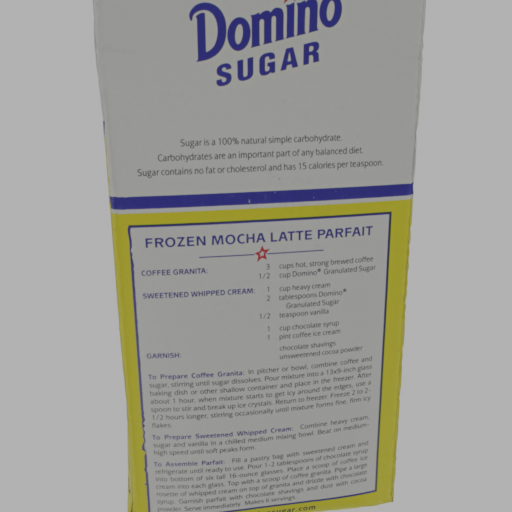 Domino
SUGAR
Sugar is a 100% natural simple carbohydrate.
Carbohydrates are an important part of any balanced diet.
Sugar contains no fat or cholesterol and has 15 calories per teaspoon.
FROZEN MOCHA LATTE PARFAIT
COFFEE GRANITA: 3 cups hot, strong brewed coffee
1/2 cup Domino® Granulated Sugar
SWEETENED WHIPPED CREAM: 1 cup heavy cream
2 tablespoons Domino®
Granulated Sugar
1/2 teaspoon vanilla
1 cup chocolate syrup
1 pint coffee ice cream
GARNISH: chocolate shavings
unsweetened cocoa powder
To Prepare Coffee Granita: In pitcher or bowl, combine coffee and
sugar, stirring until sugar dissolves. Pour mixture into a 13x9-inch glass
baking dish or other shallow container and place in the freezer. After
about 1 hour, when mixture starts to get icy around the edges, use a
spoon to stir and break up ice crystals. Return to freezer. Freeze 2 to 2-
1/2 hours longer, stirring occasionally until mixture forms fine, firm icy
flakes.
To Prepare Sweetened Whipped Cream: Combine heavy cream,
sugar and vanilla in a chilled medium mixing bowl. Beat on medium-
high speed until soft peaks form.
To Assemble Parfait: Fill a pastry bag with sweetened cream and
refrigerate until ready to use. Pour 1-2 tablespoons of chocolate syrup
into bottom of six tall 16-ounce glasses. Place a scoop of coffee ice
cream into each glass. Top with a scoop of coffee granita. Pipe a large
rosette of whipped cream on top of granita and drizzle with chocolate
syrup. Garnish parfait with chocolate shavings and dust with cocoa
powder. Serve immediately. Makes 6 servings.